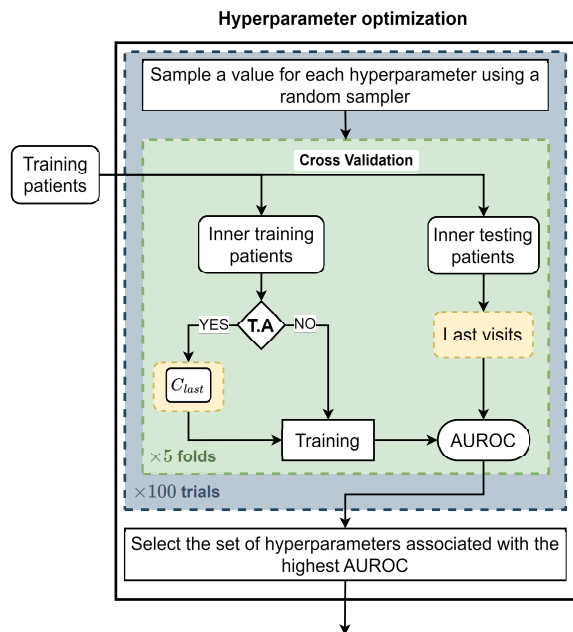 Hyperparameter optimization
Sample a value for each hyperparameter using a
random sampler
Cross Validation
Training
patients
Inner training
patients
Inner testing
patients
T.A
YES
NO
Last visits
C_{last}
Training
AUROC
×5 folds
×100 trials
Select the set of hyperparameters associated with the
highest AUROC